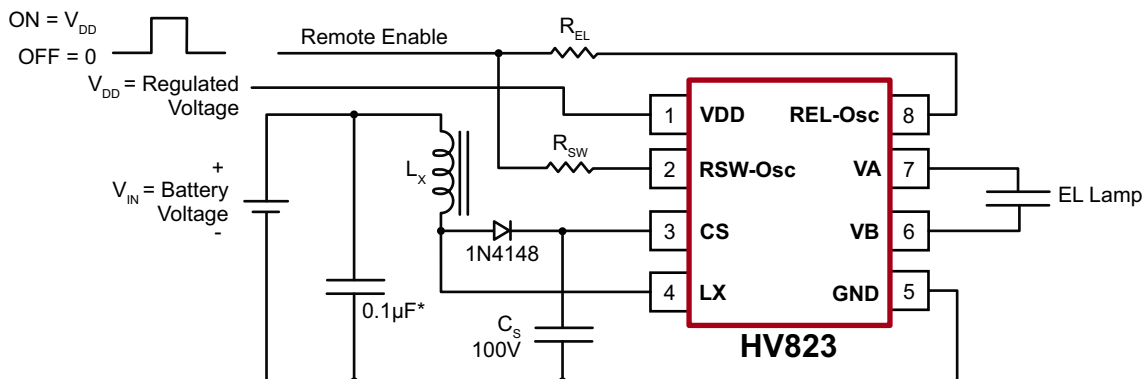 ON = VDD
OFF = 0
Remote Enable
REL
VDD = Regulated
Voltage
1
VDD
REL-Osc
8
RSW
2
RSW-Osc
VA
7
LX
+
VIN = Battery
Voltage
-
EL Lamp
3
CS
VB
6
1N4148
4
LX
GND
5
0.1µF*
CS
100V
HV823